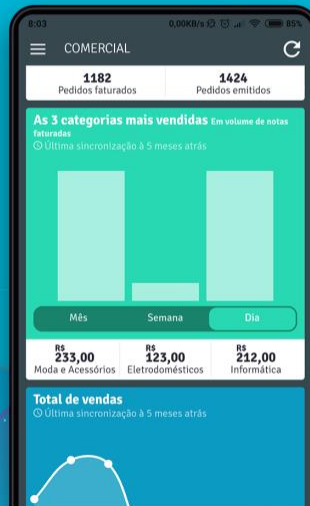 8:03 0,00KB/s 85%
COMERCIAL
1182 1424
Pedidos faturados Pedidos emitidos
As 3 categorias mais vendidas Em volume de notas
faturadas
Última sincronização à 5 meses atrás
Mês Semana Dia
R$ R$ R$
233,00 123,00 212,00
Moda e Acessórios Eletrodomésticos Informática
Total de vendas
Última sincronização à 5 meses atrás